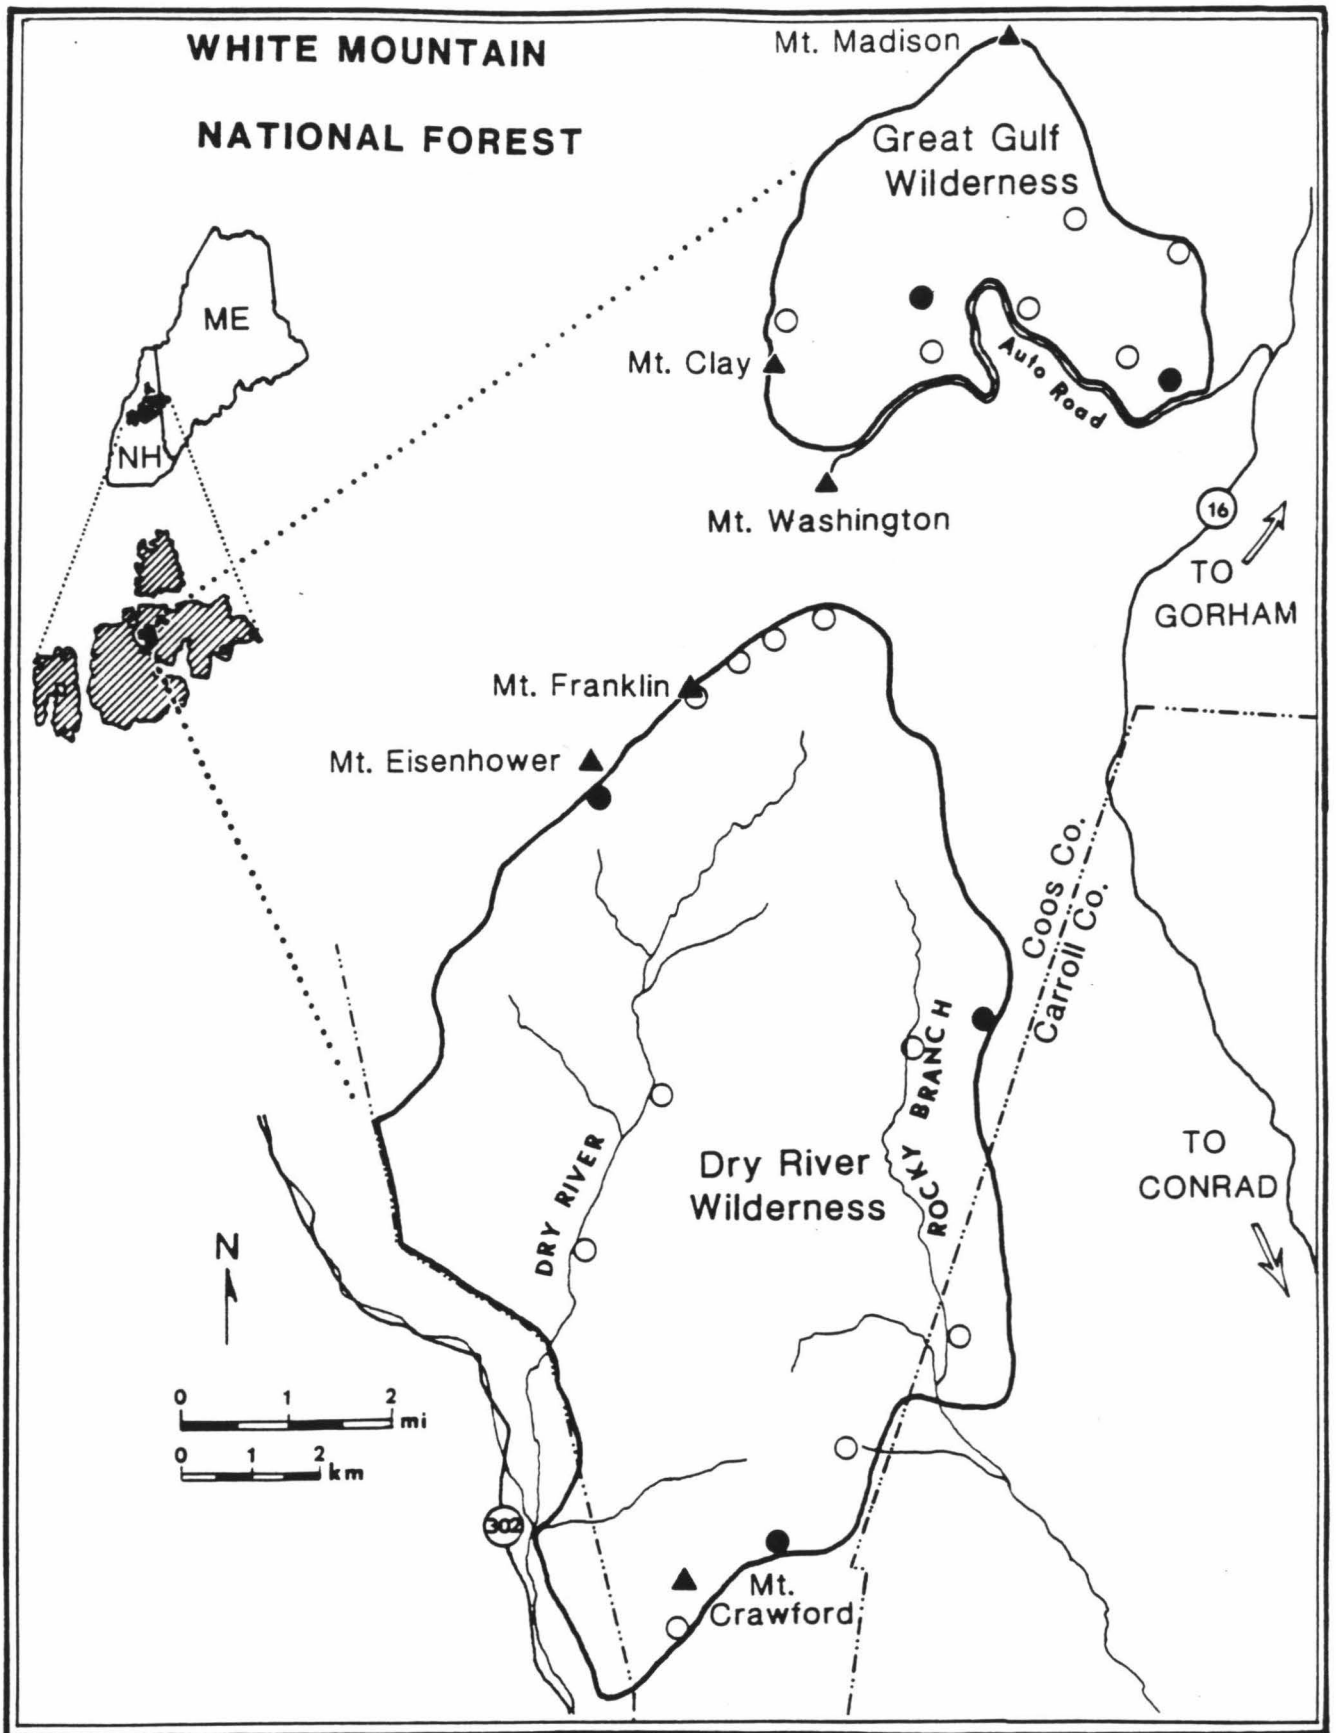 WHITE MOUNTAIN
NATIONAL FOREST
Mt. Madison
Great Gulf
Wilderness
ME
NH
Mt. Clay
Auto Road
Mt. Washington
16
TO
GORHAM
Mt. Franklin
Mt. Eisenhower
Coos Co.
Carroll Co.
ROCKY BRANCH
DRY RIVER
Dry River
Wilderness
TO
CONRAD
N
0 1 2
mi
0 1 2
km
302
Mt.
Crawford